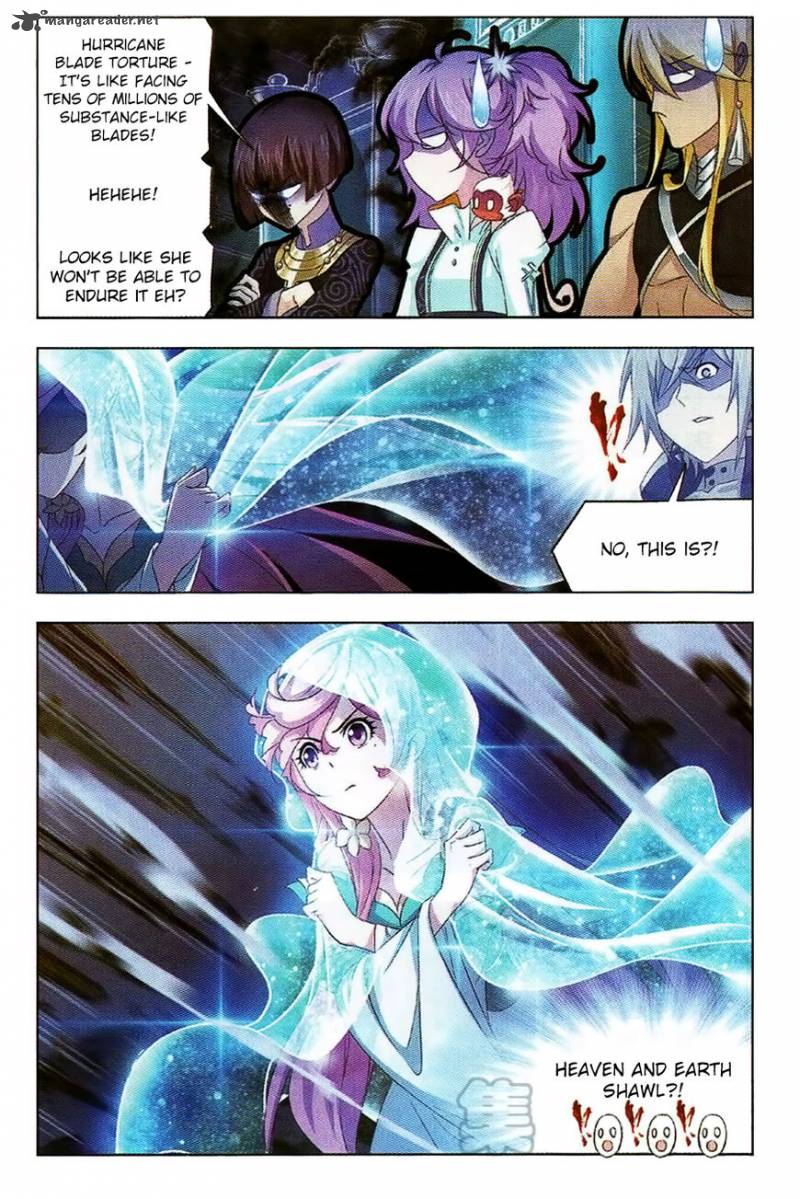 mangareader.net
HURRICANE
BLADE TORTURE -
IT'S LIKE FACING
TENS OF MILLIONS OF
SUBSTANCE-LIKE
BLADES!
HEHEHE!
LOOKS LIKE SHE
WON'T BE ABLE TO
ENDURE IT EH?
NO, THIS IS?!
HEAVEN AND EARTH
SHAWL?!
集